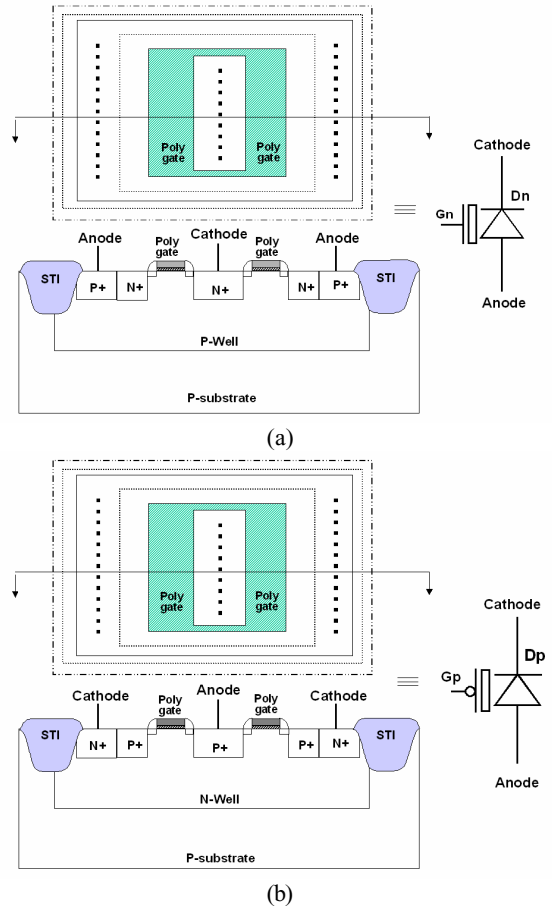 Poly gate
Poly gate
Cathode
Dn
Gn
Anode
Anode
Poly gate
Cathode
Poly gate
Anode
STI
P+
N+
N+
N+
P+
STI
P-Well
P-substrate
(a)
Poly gate
Poly gate
Cathode
Dp
Gp
Anode
Cathode
Poly gate
Anode
Poly gate
Cathode
STI
N+
P+
P+
P+
N+
STI
N-Well
P-substrate
(b)